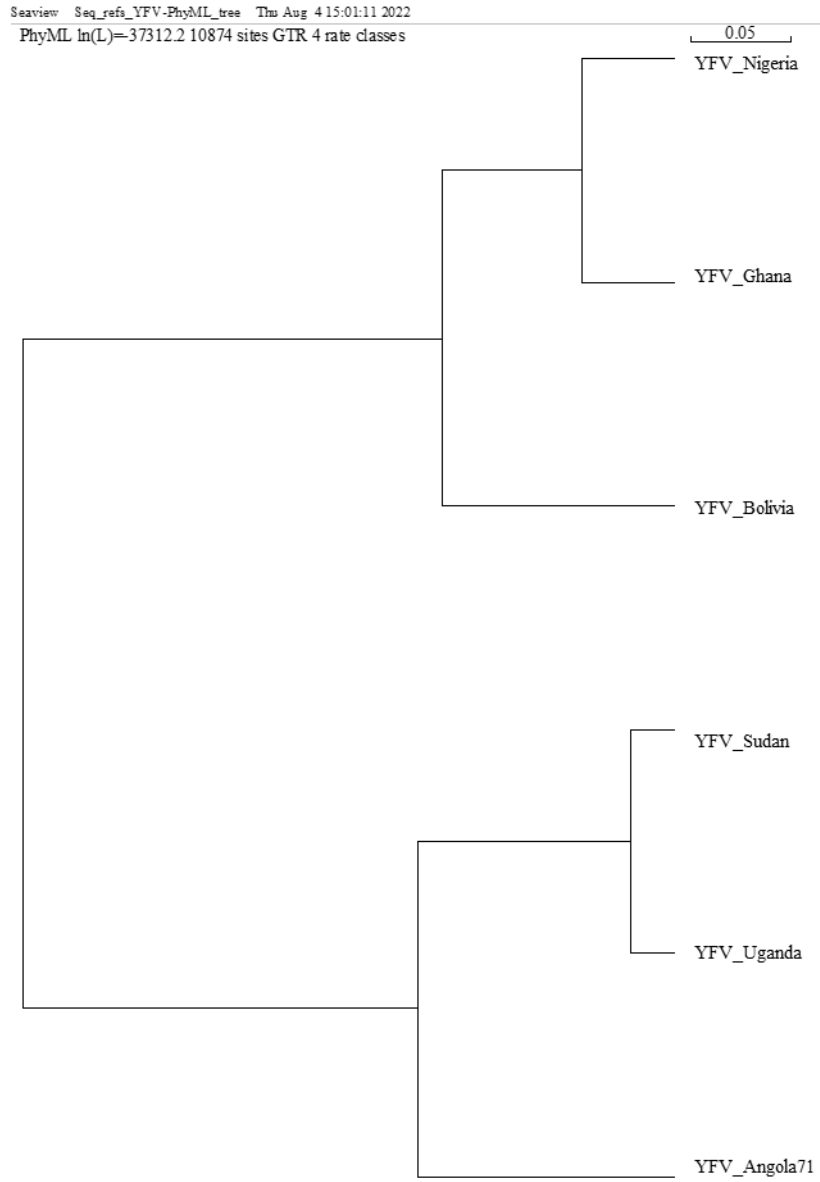 Seaview Seq_refs_YFV-PhyML_tree Thu Aug 4 15:01:11 2022
PhyML ln(L)=-37312.2 10874 sites GTR 4 rate classes
0.05
YFV_Nigeria
YFV_Ghana
YFV_Bolivia
YFV_Sudan
YFV_Uganda
YFV_Angola71